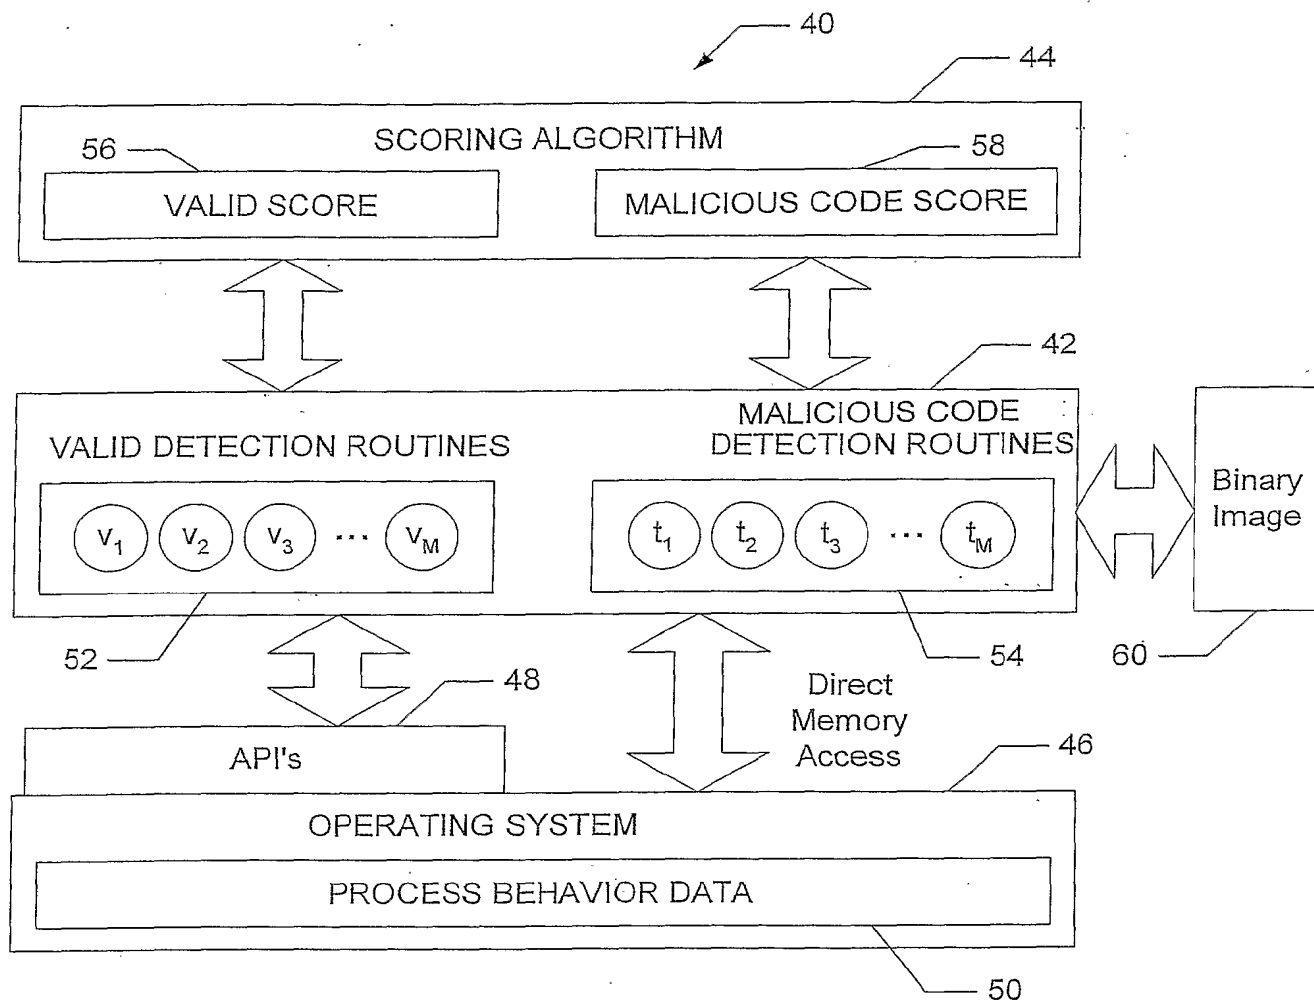 40
44
SCORING ALGORITHM
56
58
VALID SCORE
MALICIOUS CODE SCORE
42
VALID DETECTION ROUTINES
MALICIOUS CODE
DETECTION ROUTINES
v1 v2 v3 ... vM
t1 t2 t3 ... tM
Binary
Image
52
54
60
48
Direct
Memory
Access
API's
46
OPERATING SYSTEM
PROCESS BEHAVIOR DATA
50